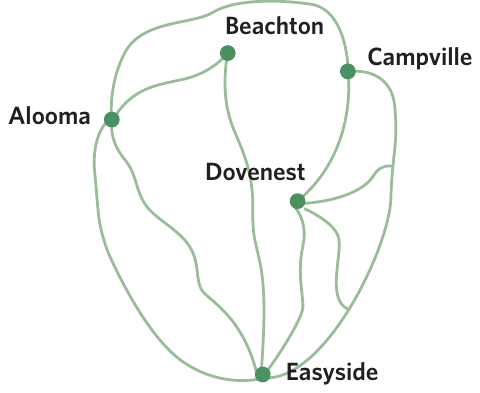 Beachton
Campville
Alooma
Dovenest
Easyside